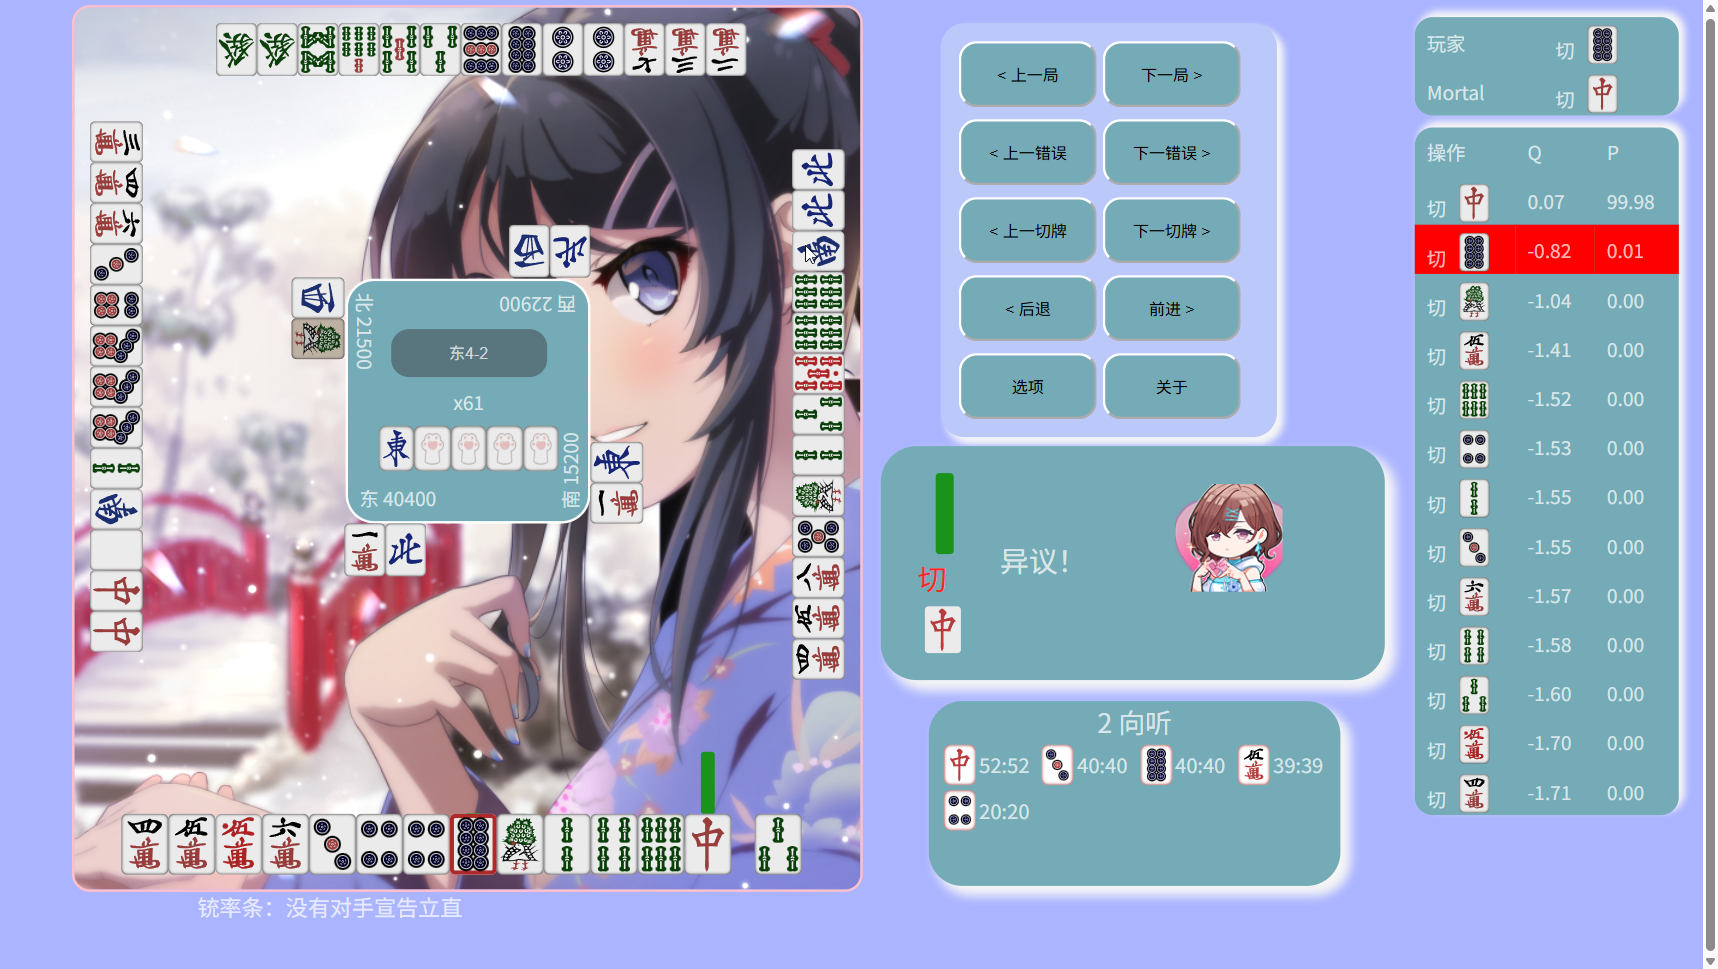 北 21500
西 22900
东4-2
x61
东 40400
南 15200
铳率条：没有对手宣告立直
< 上一局
下一局 >
< 上一错误
下一错误 >
< 上一切牌
下一切牌 >
< 后退
前进 >
选项
关于
切
异议！
2 向听
52:52
40:40
40:40
39:39
20:20
玩家 切
Mortal 切
操作 Q P
切 0.07 99.98
切 -0.82 0.01
切 -1.04 0.00
切 -1.41 0.00
切 -1.52 0.00
切 -1.53 0.00
切 -1.55 0.00
切 -1.55 0.00
切 -1.57 0.00
切 -1.58 0.00
切 -1.60 0.00
切 -1.70 0.00
切 -1.71 0.00